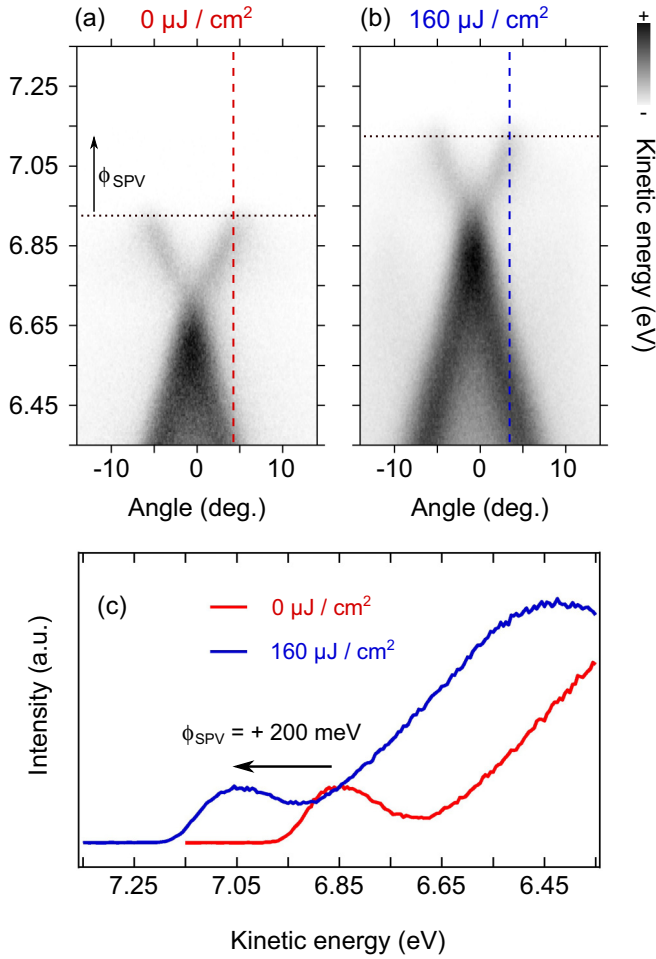 (a) 0 µJ / cm²
(b) 160 µJ / cm²
+
-
7.25
7.05
6.85
6.65
6.45
ϕSPV
Kinetic energy (eV)
-10 0 10
-10 0 10
Angle (deg.)
Angle (deg.)
(c)
0 µJ / cm²
160 µJ / cm²
ϕSPV = + 200 meV
Intensity (a.u.)
7.25 7.05 6.85 6.65 6.45
Kinetic energy (eV)